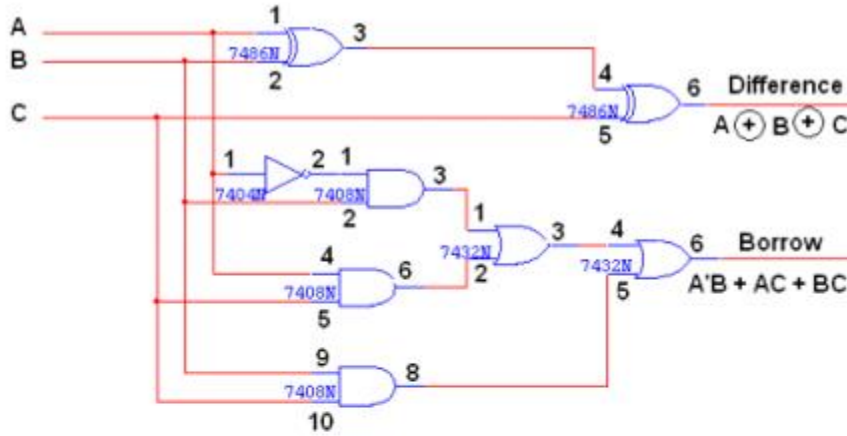 A
1
3
7486N
B
2
4
6
Difference
C
7486N
5
A + B + C
1
2
1
3
7404N
7408N
2
1
3
4
6
Borrow
7432N
7432N
4
6
2
5
A'B + AC + BC
7408N
5
9
8
7408N
10